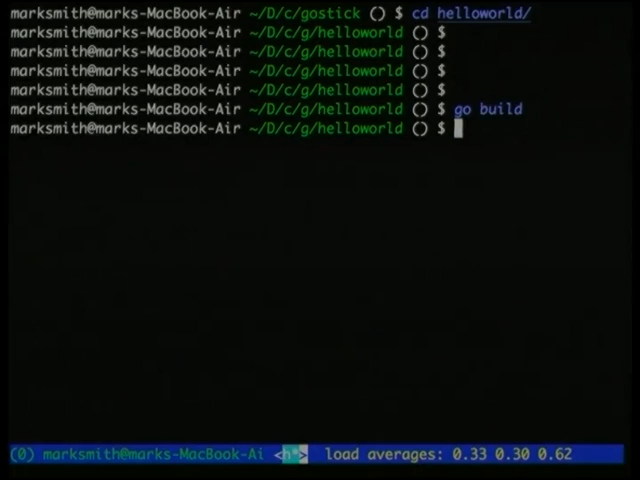 marksmith@marks-MacBook-Air ~/D/c/gostick () $ cd helloworld/
marksmith@marks-MacBook-Air ~/D/c/g/helloworld () $
marksmith@marks-MacBook-Air ~/D/c/g/helloworld () $
marksmith@marks-MacBook-Air ~/D/c/g/helloworld () $
marksmith@marks-MacBook-Air ~/D/c/g/helloworld () $
marksmith@marks-MacBook-Air ~/D/c/g/helloworld () $ go build
marksmith@marks-MacBook-Air ~/D/c/g/helloworld () $
(0) marksmith@marks-MacBook-Ai <h*> load averages: 0.33 0.30 0.62